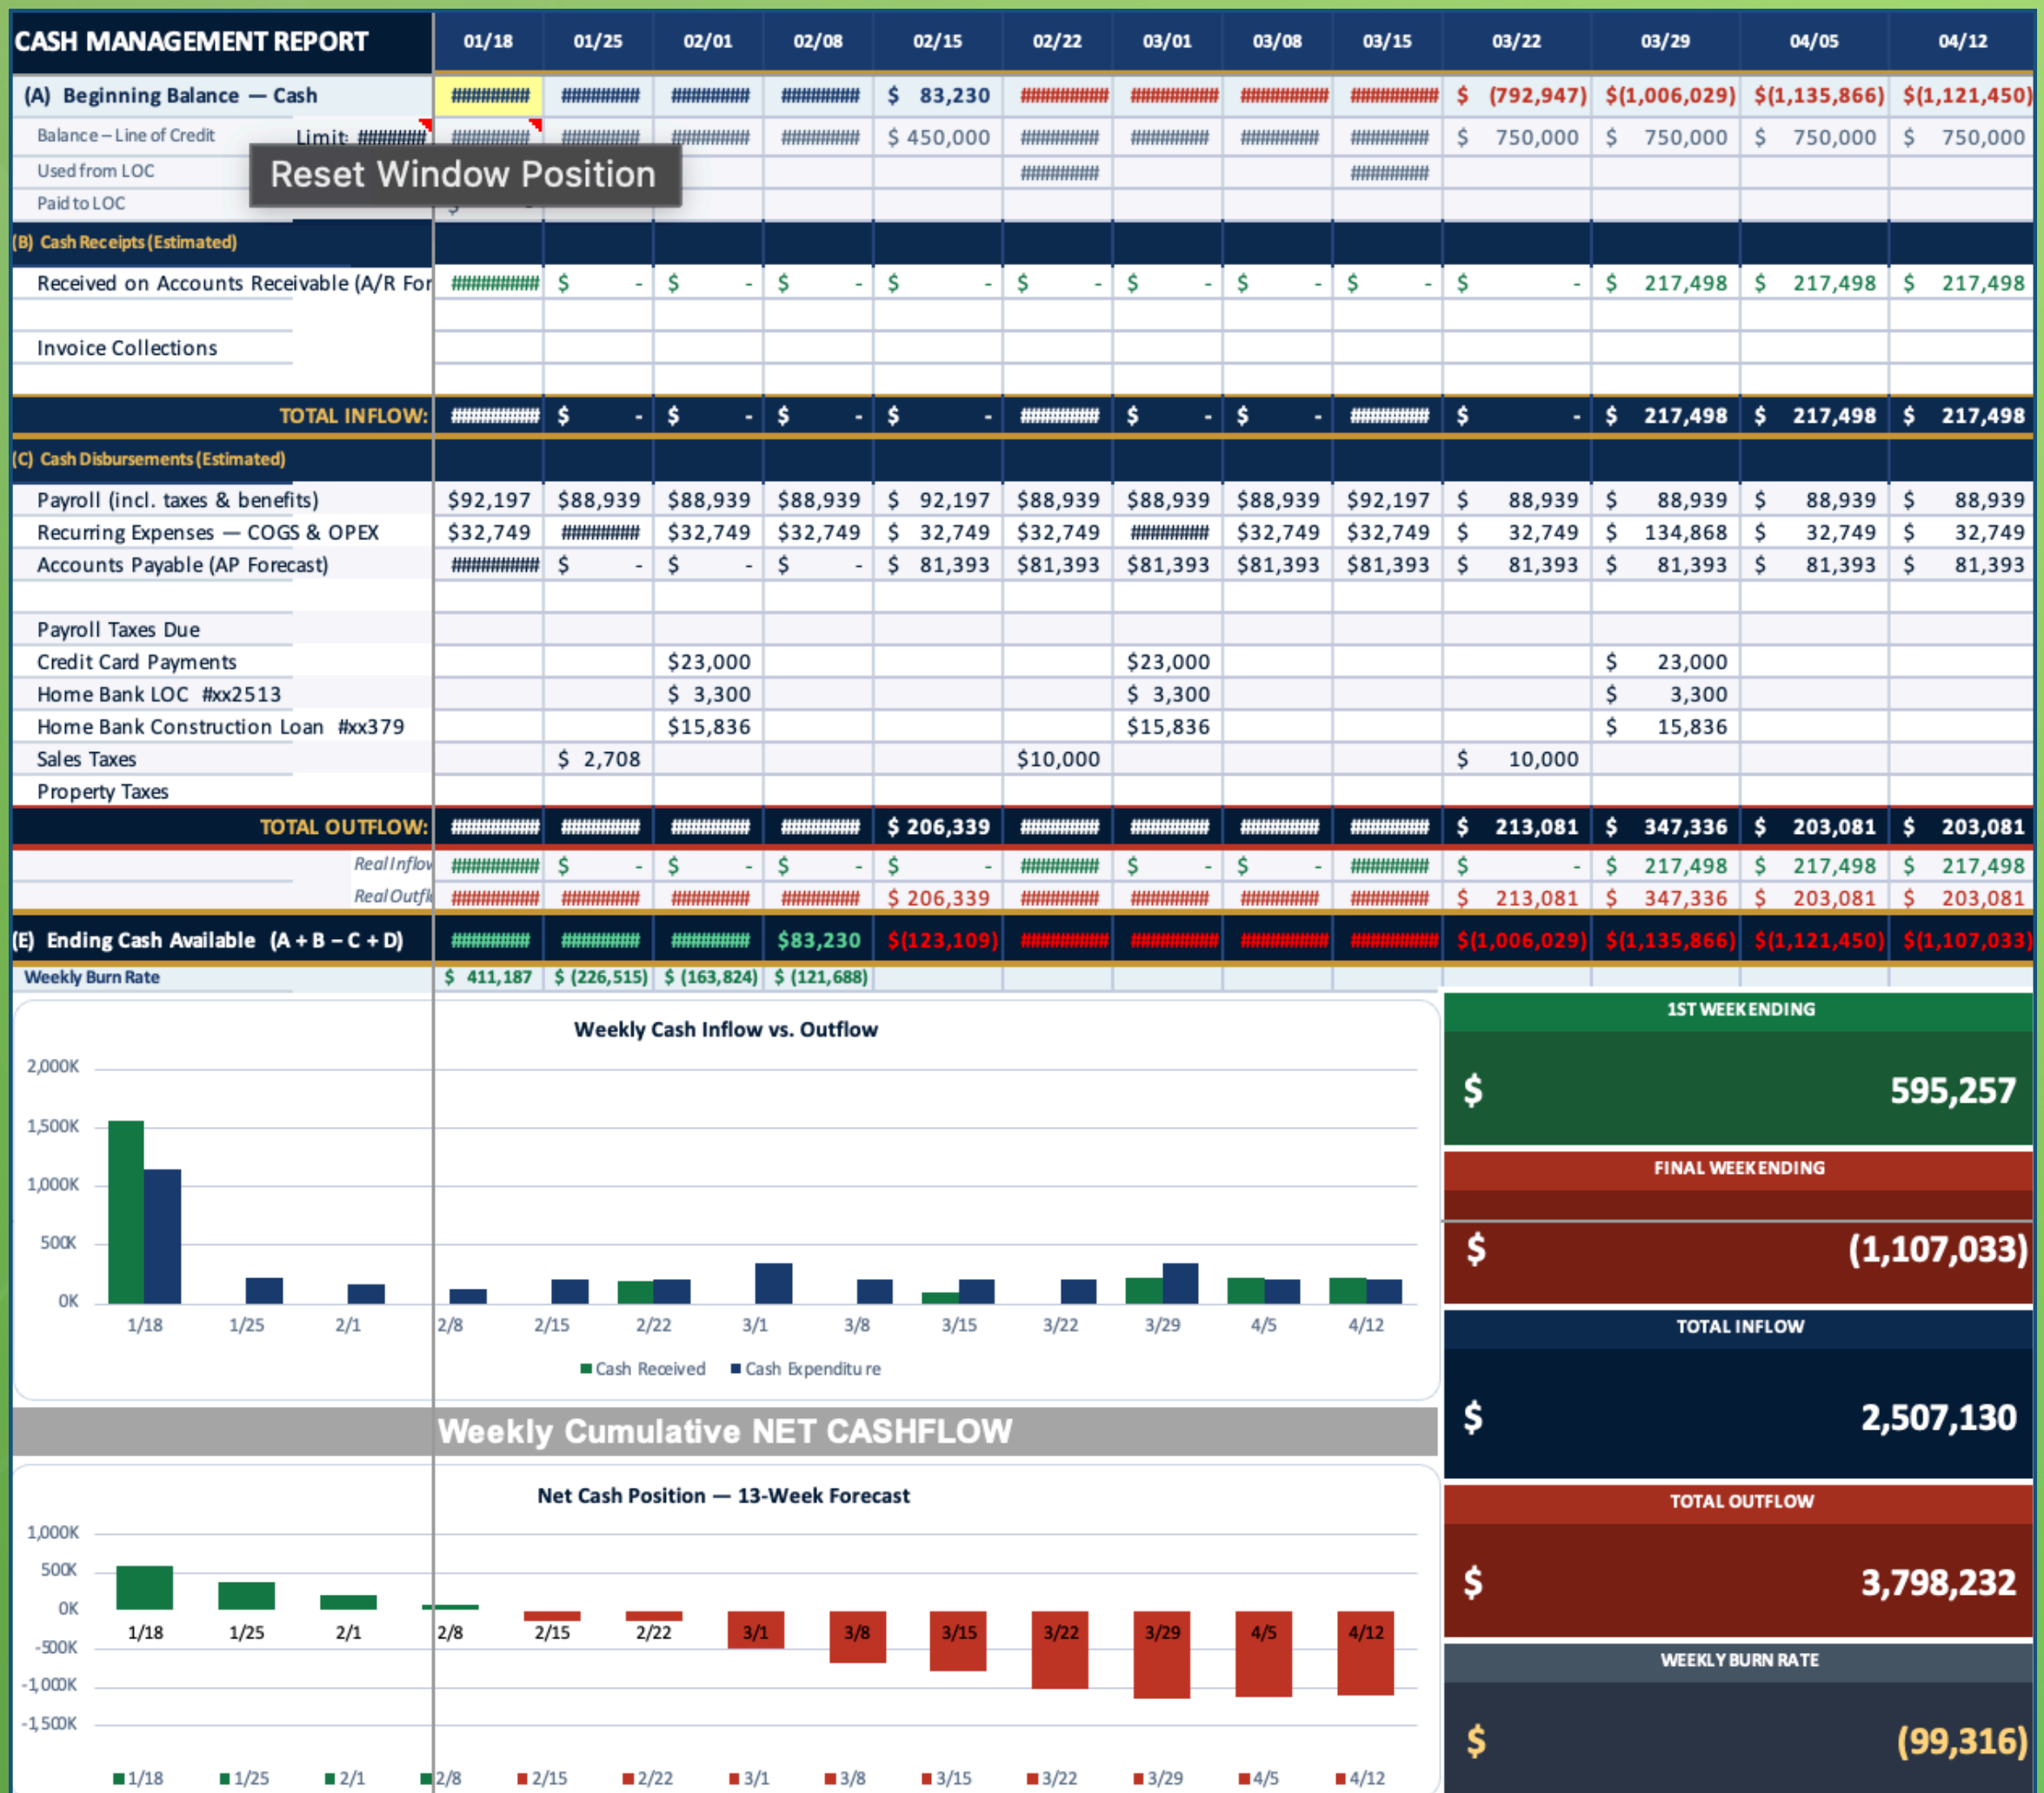 CASH MANAGEMENT REPORT 01/18 01/25 02/01 02/08 02/15 02/22 03/01 03/08 03/15 03/22 03/29 04/05 04/12
(A) Beginning Balance — Cash ######## ######## ######## ######## $ 83,230 ######### ######### ######### ######### $ (792,947) $(1,006,029) $(1,135,866) $(1,121,450)
Balance – Line of Credit Limit: ####### ######## ######## ######## ######## $ 450,000 ######## ######## ######## ######## $ 750,000 $ 750,000 $ 750,000 $ 750,000
Used from LOC ######## ########
Reset Window Position
Paid to LOC $ -
(B) Cash Receipts (Estimated)
Received on Accounts Receivable (A/R For ######### $ - $ - $ - $ - $ - $ - $ - $ - $ - $ 217,498 $ 217,498 $ 217,498
Invoice Collections
TOTAL INFLOW: ######### $ - $ - $ - $ - ######## $ - $ - ######## $ - $ 217,498 $ 217,498 $ 217,498
(C) Cash Disbursements (Estimated)
Payroll (incl. taxes & benefits) $92,197 $88,939 $88,939 $88,939 $ 92,197 $88,939 $88,939 $88,939 $92,197 $ 88,939 $ 88,939 $ 88,939 $ 88,939
Recurring Expenses — COGS & OPEX $32,749 ######## $32,749 $32,749 $ 32,749 $32,749 ######## $32,749 $32,749 $ 32,749 $ 134,868 $ 32,749 $ 32,749
Accounts Payable (AP Forecast) ######### $ - $ - $ - $ 81,393 $81,393 $81,393 $81,393 $81,393 $ 81,393 $ 81,393 $ 81,393 $ 81,393
Payroll Taxes Due
Credit Card Payments $23,000 $23,000 $ 23,000
Home Bank LOC #xx2513 $ 3,300 $ 3,300 $ 3,300
Home Bank Construction Loan #xx379 $15,836 $15,836 $ 15,836
Sales Taxes $ 2,708 $10,000 $ 10,000
Property Taxes
TOTAL OUTFLOW: ######### ######## ######## ######## $ 206,339 ######## ######## ######## ######## $ 213,081 $ 347,336 $ 203,081 $ 203,081
Real Inflow ######### $ - $ - $ - $ - ######## $ - $ - ######## $ - $ 217,498 $ 217,498 $ 217,498
Real Outfl ######### ######## ######## ######## $ 206,339 ######## ######## ######## ######## $ 213,081 $ 347,336 $ 203,081 $ 203,081
(E) Ending Cash Available (A + B – C + D) ######## ######## ######## $83,230 $(123,109) ######### ######### ######### ######### $(1,006,029) $(1,135,866) $(1,121,450) $(1,107,033)
Weekly Burn Rate $ 411,187 $ (226,515) $ (163,824) $ (121,688)
Weekly Cash Inflow vs. Outflow
2,000K
1,500K
1,000K
500K
0K
1/18 1/25 2/1 2/8 2/15 2/22 3/1 3/8 3/15 3/22 3/29 4/5 4/12
Cash Received Cash Expenditure
Weekly Cumulative NET CASHFLOW
Net Cash Position — 13-Week Forecast
1,000K
500K
0K
1/18 1/25 2/1 2/8 2/15 2/22 3/1 3/8 3/15 3/22 3/29 4/5 4/12
-500K
-1,000K
-1,500K
1/18 1/25 2/1 2/8 2/15 2/22 3/1 3/8 3/15 3/22 3/29 4/5 4/12
1ST WEEK ENDING
$ 595,257
FINAL WEEK ENDING
$ (1,107,033)
TOTAL INFLOW
$ 2,507,130
TOTAL OUTFLOW
$ 3,798,232
WEEKLY BURN RATE
$ (99,316)